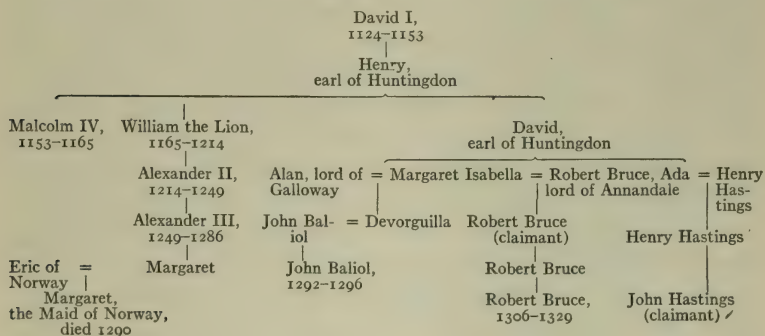 David I,
1124–1153
Henry,
earl of Huntingdon
Malcolm IV, William the Lion, David,
1153–1165 1165–1214 earl of Huntingdon
Alexander II, Alan, lord of = Margaret Isabella = Robert Bruce, Ada = Henry
1214–1249 Galloway lord of Annandale Has-
tings
Alexander III, John Bal- = Devorguilla Robert Bruce
1249–1286 iol (claimant) Henry Hastings
Eric of = Margaret John Baliol, Robert Bruce
Norway 1292–1296
Margaret, Robert Bruce, John Hastings
the Maid of Norway, 1306–1329 (claimant)
died 1290